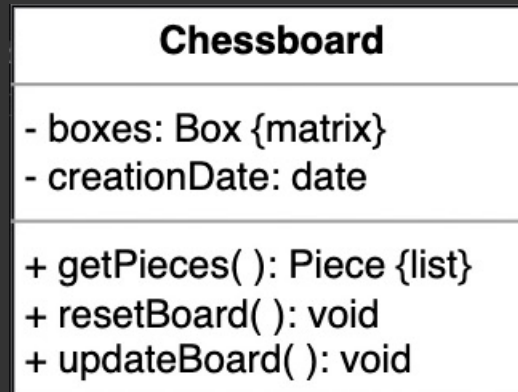 Chessboard
- boxes: Box {matrix}
- creationDate: date
+ getPieces( ): Piece {list}
+ resetBoard( ): void
+ updateBoard( ): void